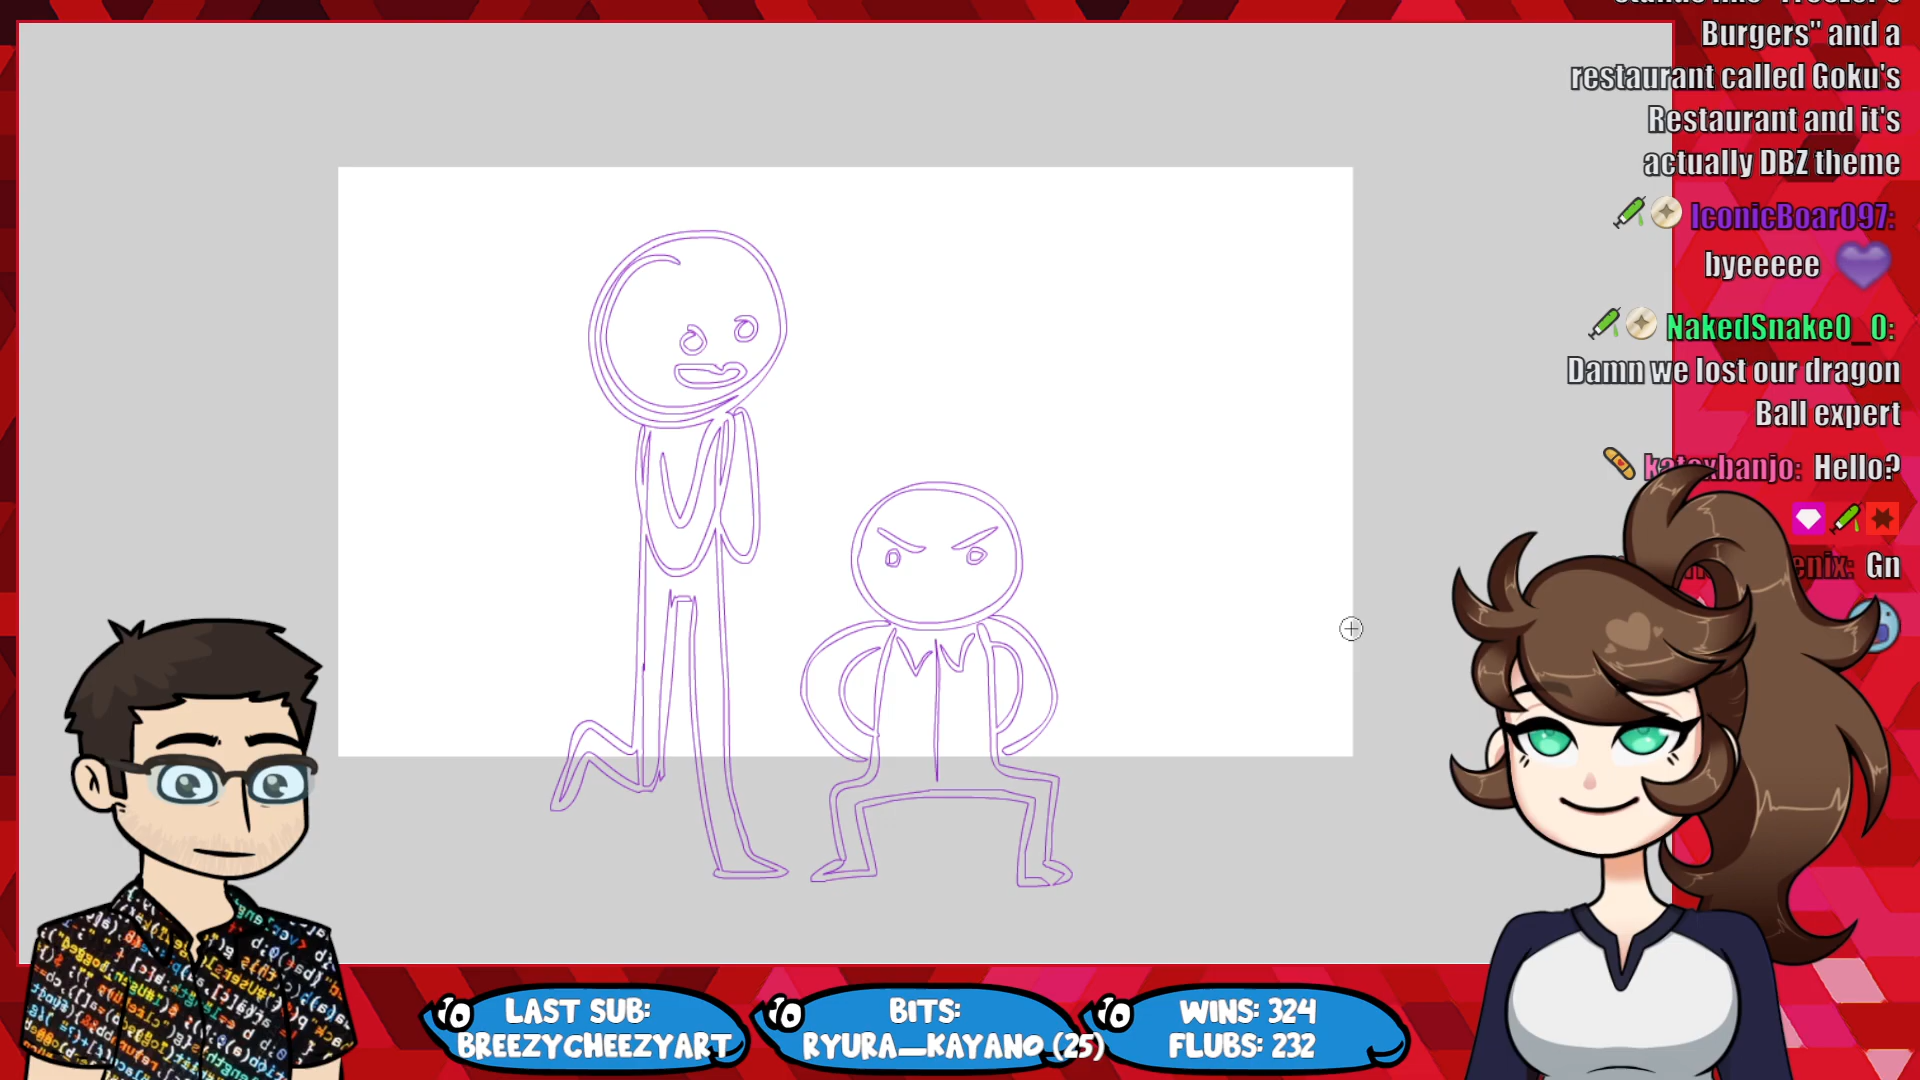 Burgers" and a
restaurant called Goku's
Restaurant and it's
actually DBZ theme
IconicBoar097:
byeeeee
NakedSnake0_0:
Damn we lost our dragon
Ball expert
Hello?
Gn
LAST SUB:
BREEZYCHEEZYART
BITS:
RYURA_KAYANO (25)
WINS: 324
FLUBS: 232